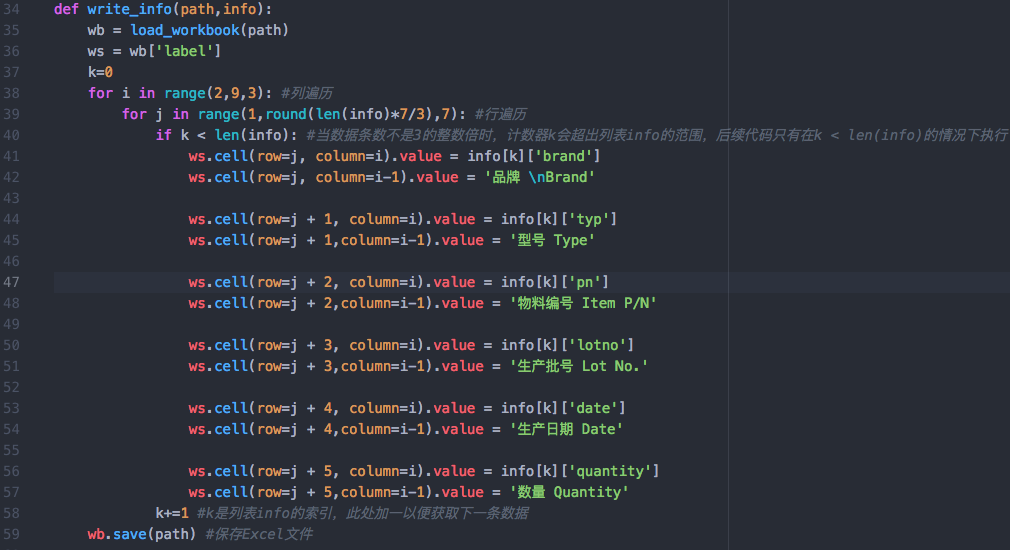 34 def write_info(path,info):
35     wb = load_workbook(path)
36     ws = wb['label']
37     k=0
38     for i in range(2,9,3): #列遍历
39         for j in range(1,round(len(info)*7/3),7): #行遍历
40             if k < len(info): #当数据条数不是3的整数倍时，计数器k会超出列表info的范围，后续代码只有在k < len(info)的情况下执行
41                 ws.cell(row=j, column=i).value = info[k]['brand']
42                 ws.cell(row=j, column=i-1).value = '品牌 \nBrand'
43
44                 ws.cell(row=j + 1, column=i).value = info[k]['typ']
45                 ws.cell(row=j + 1,column=i-1).value = '型号 Type'
46
47                 ws.cell(row=j + 2, column=i).value = info[k]['pn']
48                 ws.cell(row=j + 2,column=i-1).value = '物料编号 Item P/N'
49
50                 ws.cell(row=j + 3, column=i).value = info[k]['lotno']
51                 ws.cell(row=j + 3,column=i-1).value = '生产批号 Lot No.'
52
53                 ws.cell(row=j + 4, column=i).value = info[k]['date']
54                 ws.cell(row=j + 4,column=i-1).value = '生产日期 Date'
55
56                 ws.cell(row=j + 5, column=i).value = info[k]['quantity']
57                 ws.cell(row=j + 5,column=i-1).value = '数量 Quantity'
58             k+=1 #k是列表info的索引，此处加一以便获取下一条数据
59     wb.save(path) #保存Excel文件